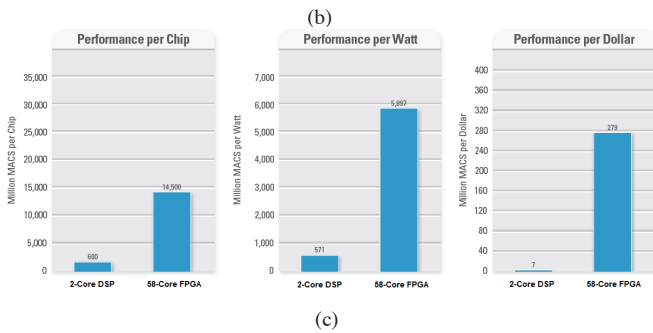 (b)
Performance per Chip
Million MACS per Chip
35,000
30,000
25,000
20,000
15,000
10,000
5,000
0
600
14,500
2-Core DSP
58-Core FPGA
Performance per Watt
Million MACS per Watt
7,000
6,000
5,000
4,000
3,000
2,000
1,000
0
571
5,897
2-Core DSP
58-Core FPGA
Performance per Dollar
Million MACS per Dollar
400
360
320
280
240
200
160
120
80
40
0
7
279
2-Core DSP
58-Core FPGA
(c)